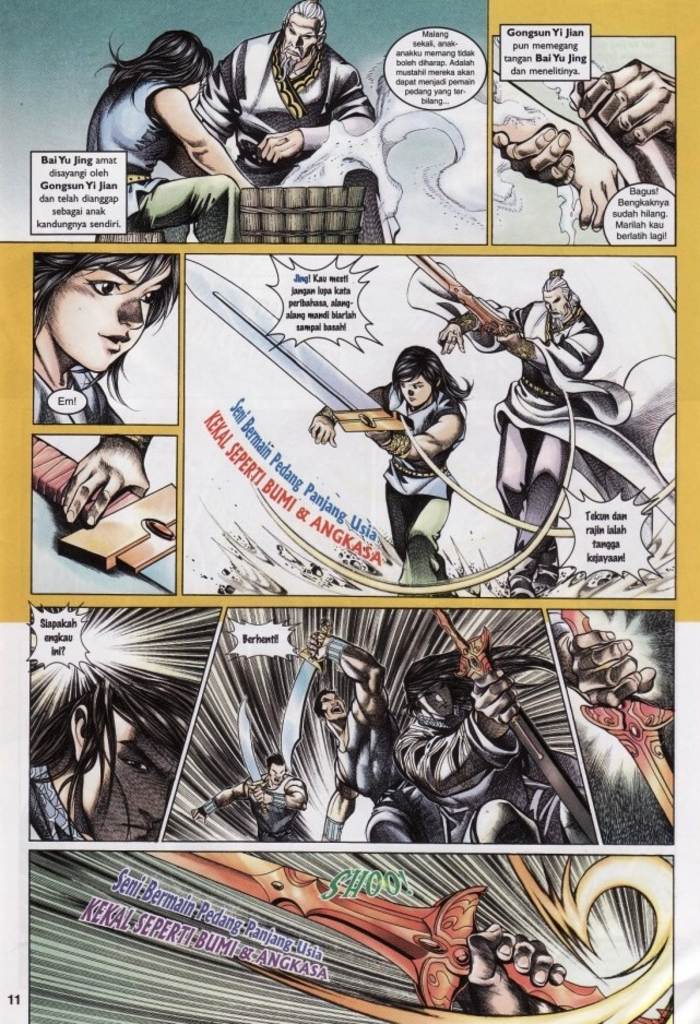 Malang
sekali, anak-
anakku memang tidak
boleh diharap. Adalah
mustahil mereka akan
dapat menjadi pemain
pedang yang ter-
bilang...
Bai Yu Jing amat
disayangi oleh
Gongsun Yi Jian
dan telah dianggap
sebagai anak
kandungnya sendiri.
Gongsun Yi Jian
pun memegang
tangan Bai Yu Jing
dan menelitinya.
Bagus!
Bengkaknya
sudah hilang.
Marilah kau
berlatih lagi!
Em!
Jing! Kau mesti
jangan lupa kata
peribahasa, alang-
alang mandi biarlah
sampai basah!
Seni Bermain Pedang Panjang Usia
KEKAL SEPERTI BUMI & ANGKASA
Tekun dan
rajin ialah
tangga
kejayaan!
Siapakah
engkau
ini?
Berhenti!
SHOO!
Seni Bermain Pedang Panjang Usia
KEKAL SEPERTI BUMI & ANGKASA
11